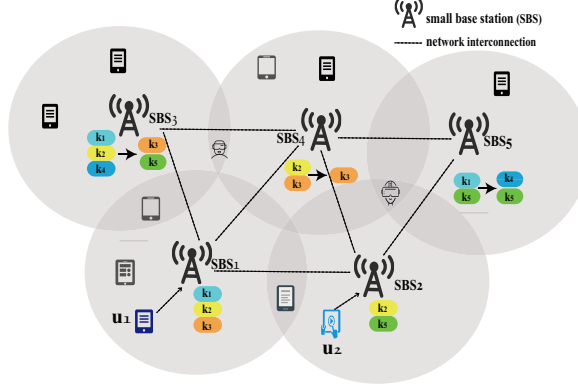 small base station (SBS)
network interconnection
SBS3
k1
k2
k4
k3
k5
SBS4
k2
k3
k3
SBS5
k1
k5
k4
k5
SBS1
k1
k2
k3
u1
SBS2
k2
k5
u2